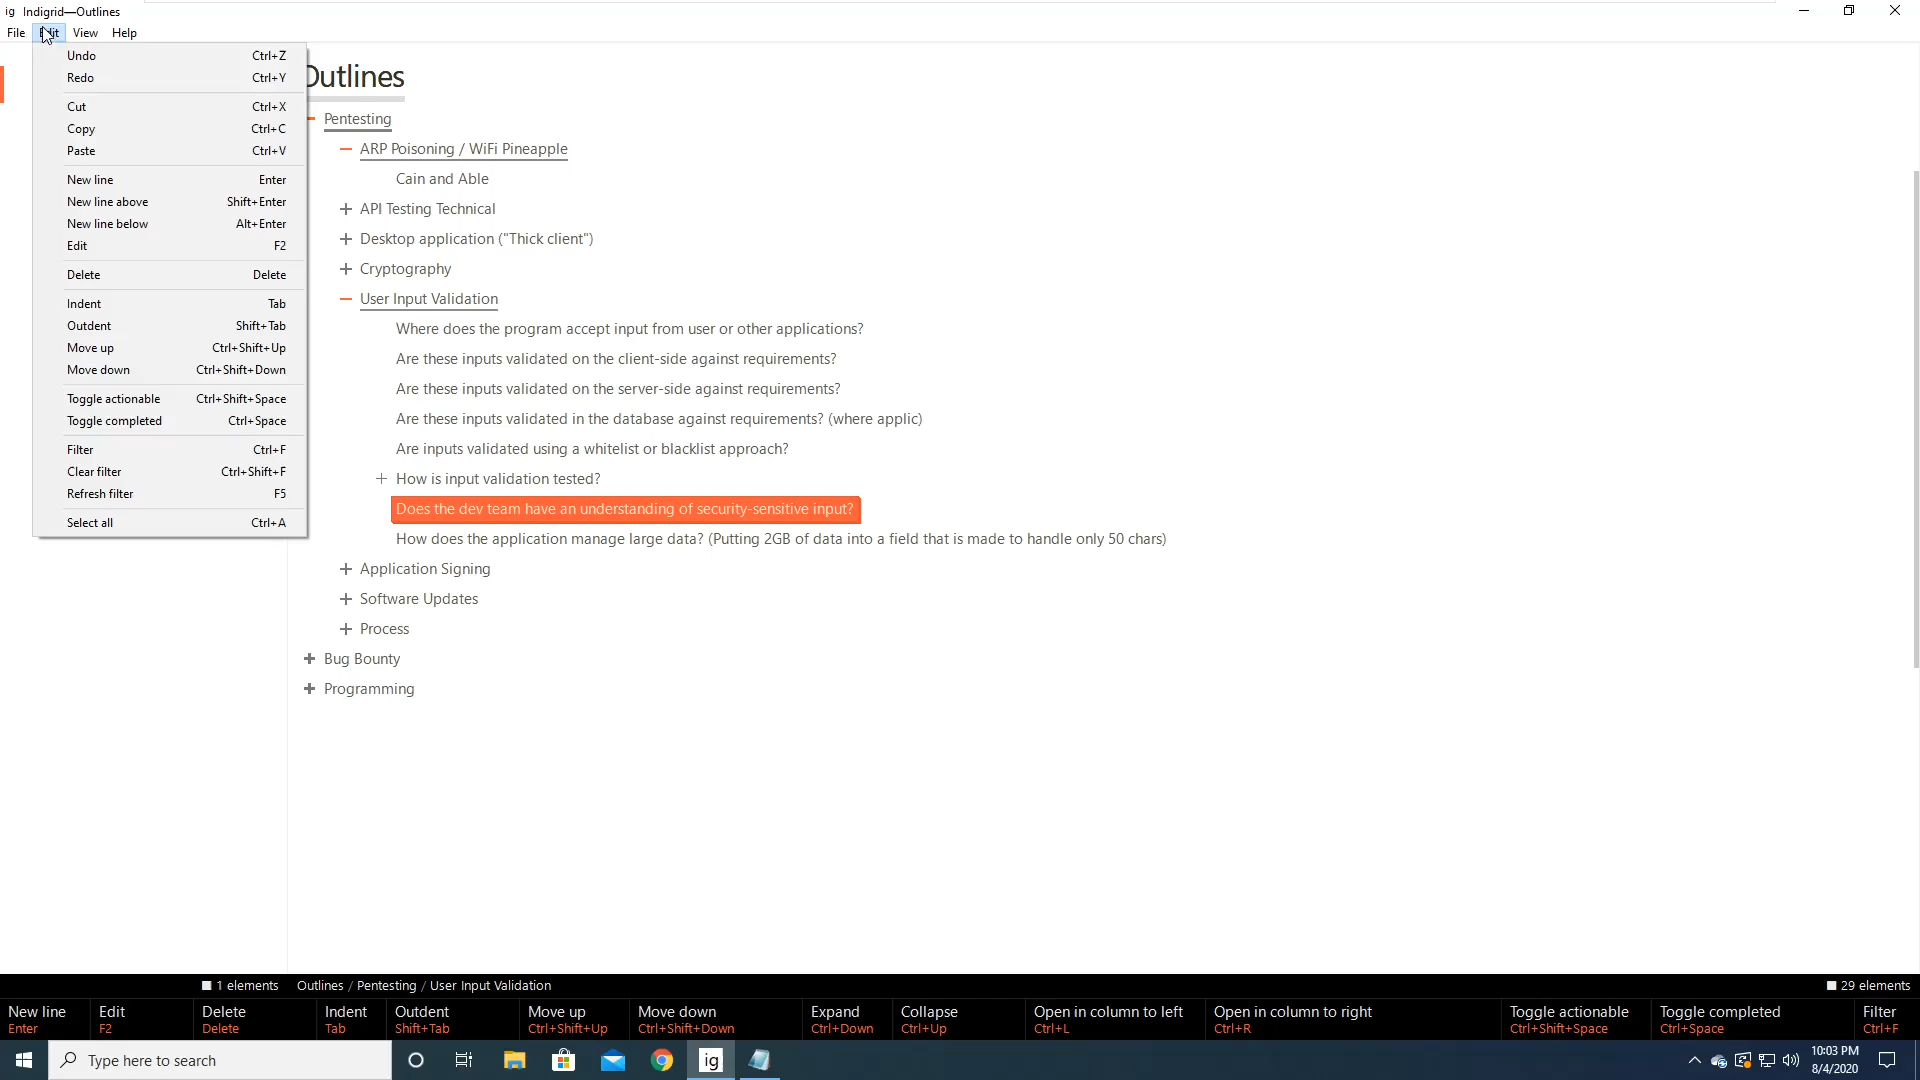 ig Indigrid—Outlines
File Edit View Help
Undo Ctrl+Z
Redo Ctrl+Y
Cut Ctrl+X
Copy Ctrl+C
Paste Ctrl+V
New line Enter
New line above Shift+Enter
New line below Alt+Enter
Edit F2
Delete Delete
Indent Tab
Outdent Shift+Tab
Move up Ctrl+Shift+Up
Move down Ctrl+Shift+Down
Toggle actionable Ctrl+Shift+Space
Toggle completed Ctrl+Space
Filter Ctrl+F
Clear filter Ctrl+Shift+F
Refresh filter F5
Select all Ctrl+A
Outlines
Pentesting
ARP Poisoning / WiFi Pineapple
Cain and Able
API Testing Technical
Desktop application ("Thick client")
Cryptography
User Input Validation
Where does the program accept input from user or other applications?
Are these inputs validated on the client-side against requirements?
Are these inputs validated on the server-side against requirements?
Are these inputs validated in the database against requirements? (where applic)
Are inputs validated using a whitelist or blacklist approach?
How is input validation tested?
Does the dev team have an understanding of security-sensitive input?
How does the application manage large data? (Putting 2GB of data into a field that is made to handle only 50 chars)
Application Signing
Software Updates
Process
Bug Bounty
Programming
1 elements Outlines / Pentesting / User Input Validation 29 elements
New line Edit Delete Indent Outdent Move up Move down Expand Collapse Open in column to left Open in column to right Toggle actionable Toggle completed Filter
Enter F2 Delete Tab Shift+Tab Ctrl+Shift+Up Ctrl+Shift+Down Ctrl+Down Ctrl+Up Ctrl+L Ctrl+R Ctrl+Shift+Space Ctrl+Space Ctrl+F
Type here to search ig 10:03 PM
8/4/2020